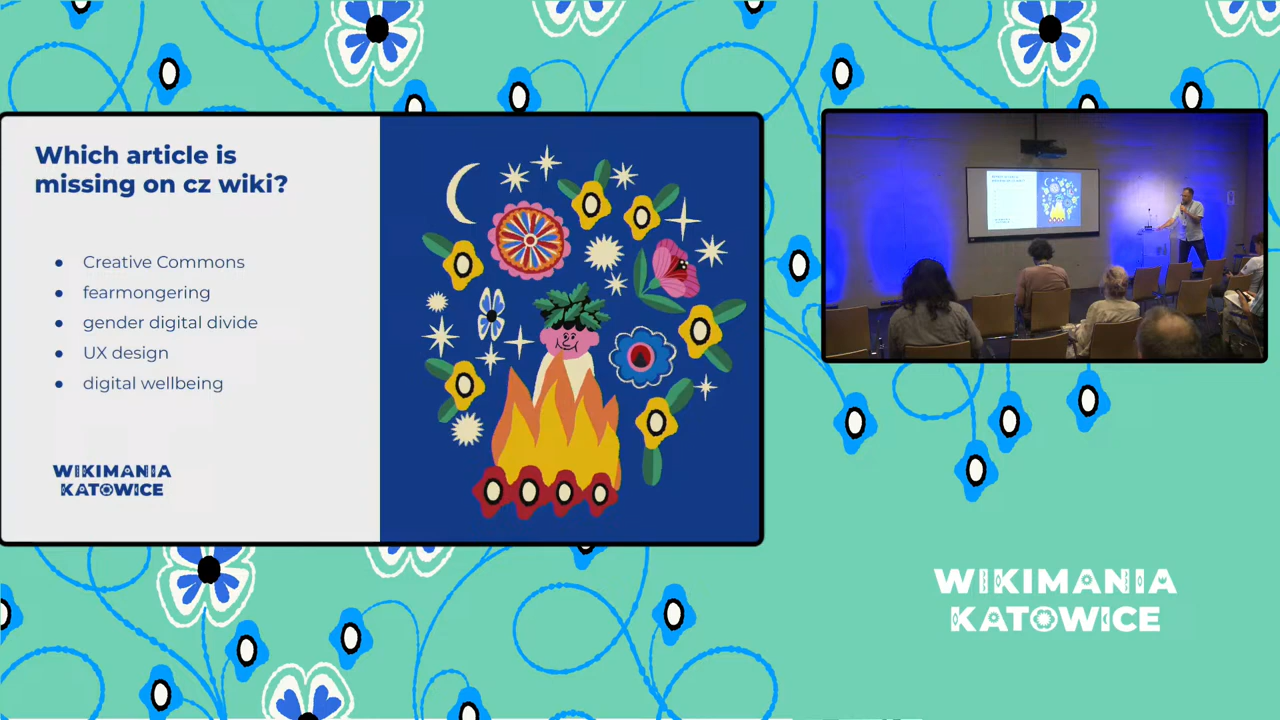 Which article is
missing on cz wiki?
● Creative Commons
● fearmongering
● gender digital divide
● UX design
● digital wellbeing
WIKIMANIA
KATOWICE
WIKIMANIA
KATOWICE